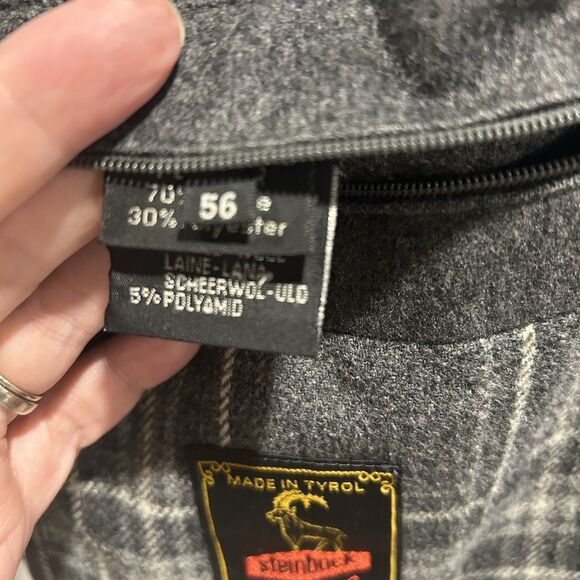 56
30% Polyester
LAINE-LANA
SCHEERWOL-ULD
5% POLYAMID
MADE IN TYROL
steinbock